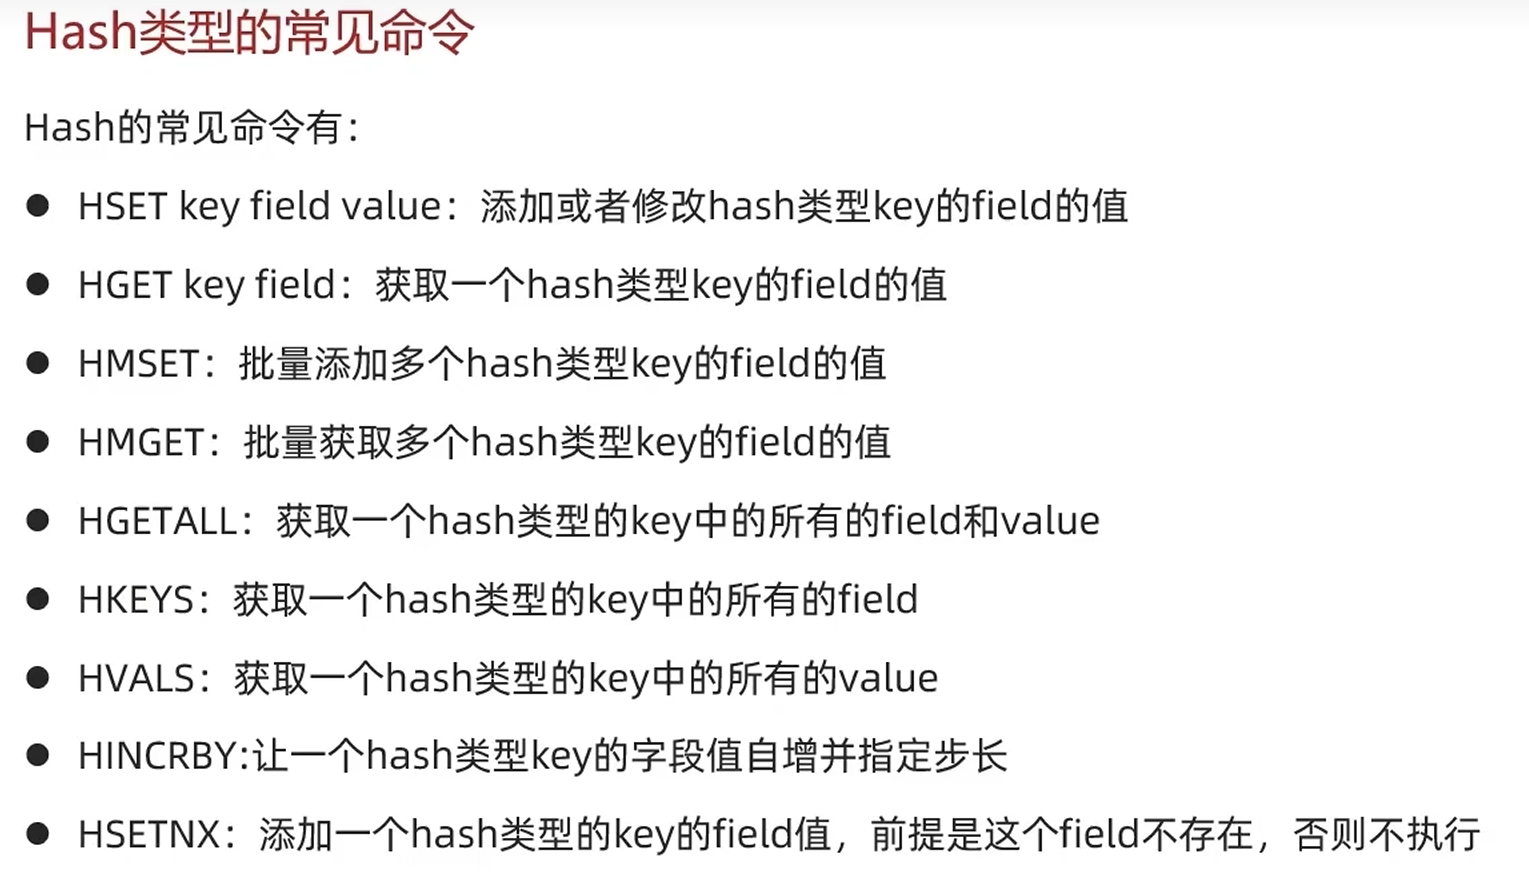 Hash类型的常见命令
Hash的常见命令有：
● HSET key field value：添加或者修改hash类型key的field的值
● HGET key field：获取一个hash类型key的field的值
● HMSET：批量添加多个hash类型key的field的值
● HMGET：批量获取多个hash类型key的field的值
● HGETALL：获取一个hash类型的key中的所有的field和value
● HKEYS：获取一个hash类型的key中的所有的field
● HVALS：获取一个hash类型的key中的所有的value
● HINCRBY:让一个hash类型key的字段值自增并指定步长
● HSETNX：添加一个hash类型的key的field值，前提是这个field不存在，否则不执行